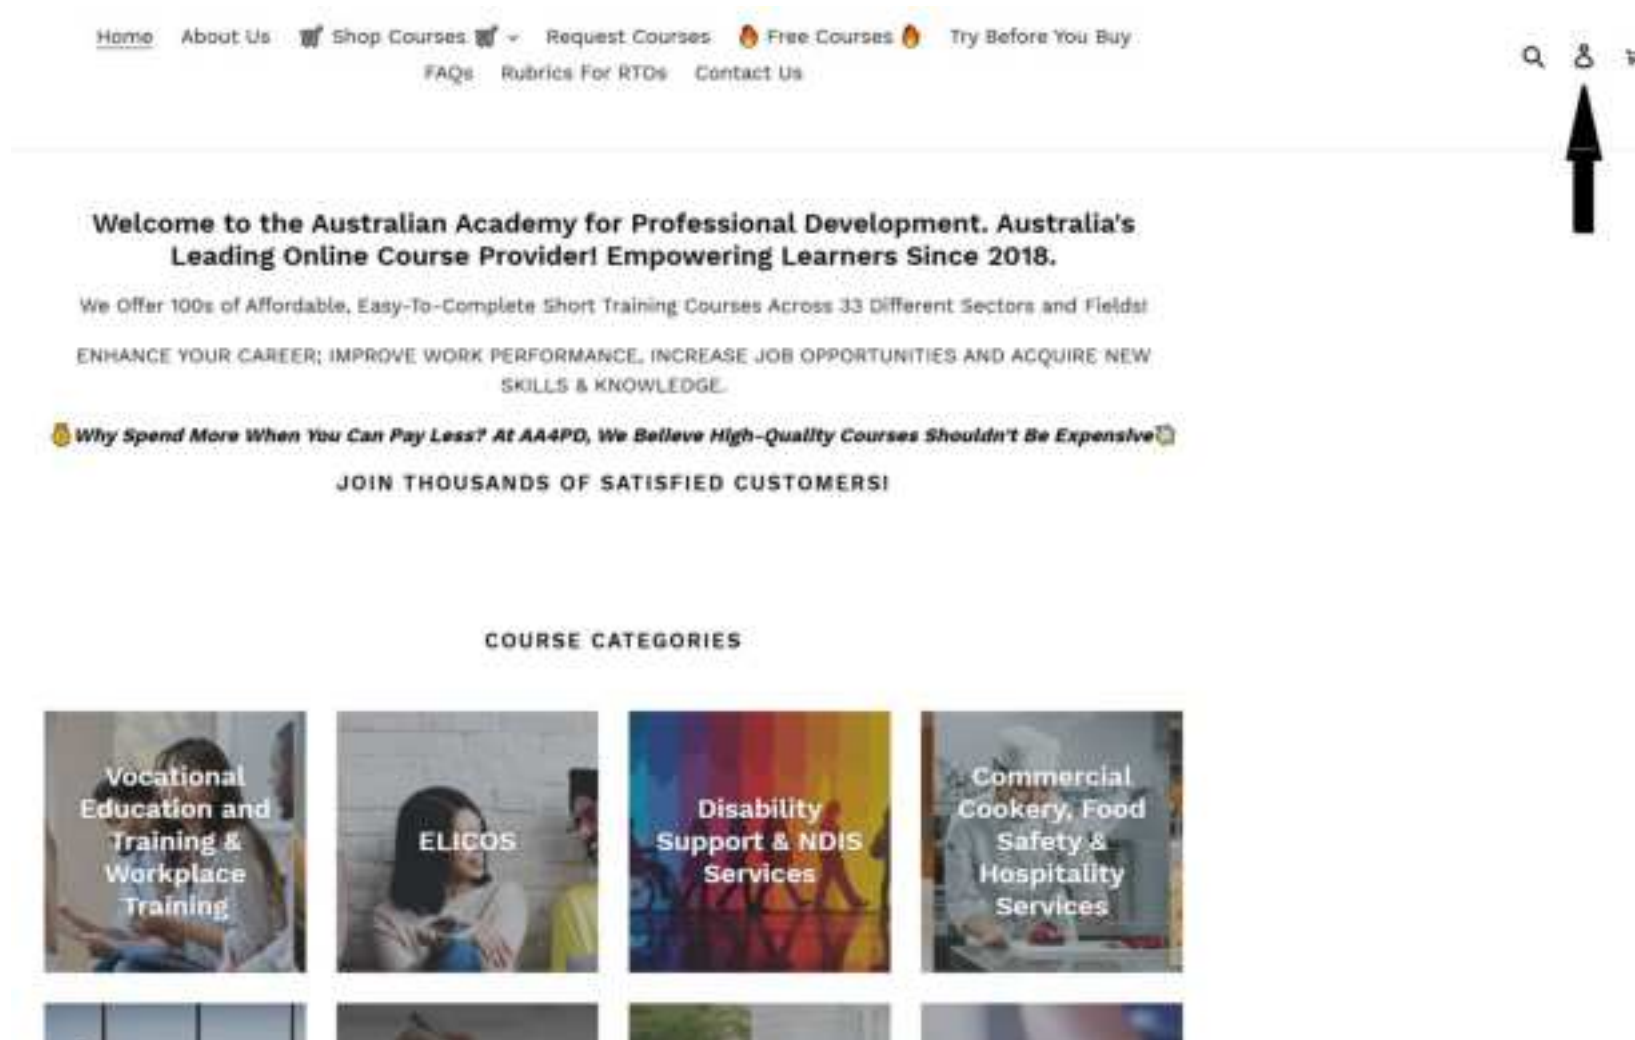 Home About Us Shop Courses Request Courses Free Courses Try Before You Buy
FAQs Rubrics For RTOs Contact Us
Welcome to the Australian Academy for Professional Development. Australia's
Leading Online Course Provider! Empowering Learners Since 2018.
We Offer 100s of Affordable, Easy-To-Complete Short Training Courses Across 33 Different Sectors and Fields!
ENHANCE YOUR CAREER; IMPROVE WORK PERFORMANCE, INCREASE JOB OPPORTUNITIES AND ACQUIRE NEW
SKILLS & KNOWLEDGE.
Why Spend More When You Can Pay Less? At AA4PD, We Believe High-Quality Courses Shouldn't Be Expensive
JOIN THOUSANDS OF SATISFIED CUSTOMERS!
COURSE CATEGORIES
Vocational
Education and
Training &
Workplace
Training
ELICOS
Disability
Support & NDIS
Services
Commercial
Cookery, Food
Safety &
Hospitality
Services